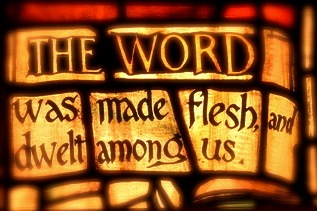 THE WORD
was made flesh, and
dwelt among us.